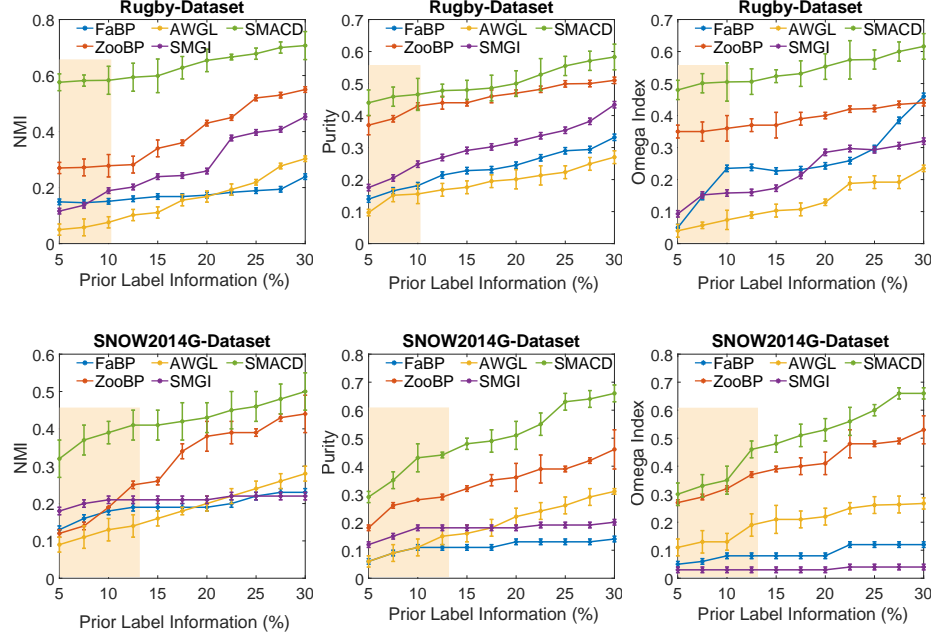 Rugby-Dataset
FaBP AWGL SMACD
ZooBP SMGI
NMI
0.8
0.6
0.4
0.2
0
5 10 15 20 25 30
Prior Label Information (%)
Rugby-Dataset
FaBP AWGL SMACD
ZooBP SMGI
Purity
0.7
0.6
0.5
0.4
0.3
0.2
0.1
0
5 10 15 20 25 30
Prior Label Information (%)
Rugby-Dataset
FaBP AWGL SMACD
ZooBP SMGI
Omega Index
0.7
0.6
0.5
0.4
0.3
0.2
0.1
0
5 10 15 20 25 30
Prior Label Information (%)
SNOW2014G-Dataset
FaBP AWGL SMACD
ZooBP SMGI
NMI
0.6
0.5
0.4
0.3
0.2
0.1
0
5 10 15 20 25 30
Prior Label Information (%)
SNOW2014G-Dataset
FaBP AWGL SMACD
ZooBP SMGI
Purity
0.8
0.7
0.6
0.5
0.4
0.3
0.2
0.1
0
5 10 15 20 25 30
Prior Label Information (%)
SNOW2014G-Dataset
FaBP AWGL SMACD
ZooBP SMGI
Omega Index
0.8
0.7
0.6
0.5
0.4
0.3
0.2
0.1
0
5 10 15 20 25 30
Prior Label Information (%)